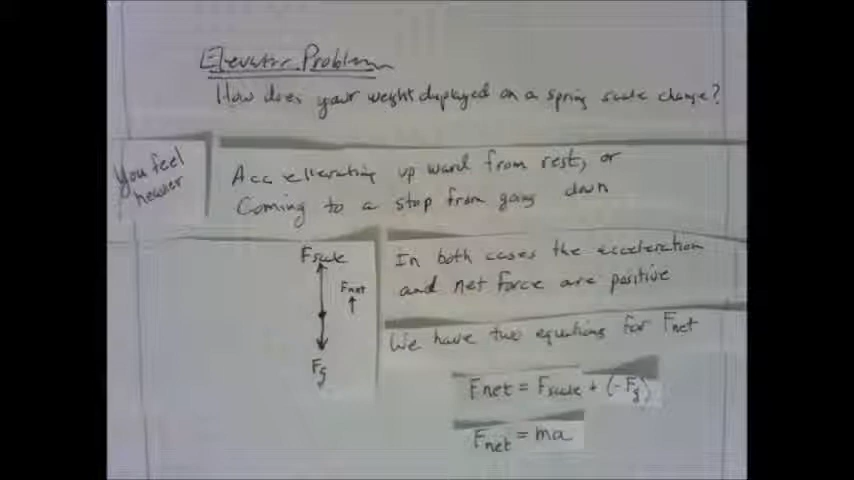 Elevator Problem
How does your weight displayed on a spring scale change?
You feel
heavier
Accellerating upward from rest, or
Coming to a stop from going down
Fscale
Fnet
Fg
In both cases the acceleration
and net force are positive
We have two equations for Fnet
Fnet = Fscale + (-Fg)
Fnet = ma